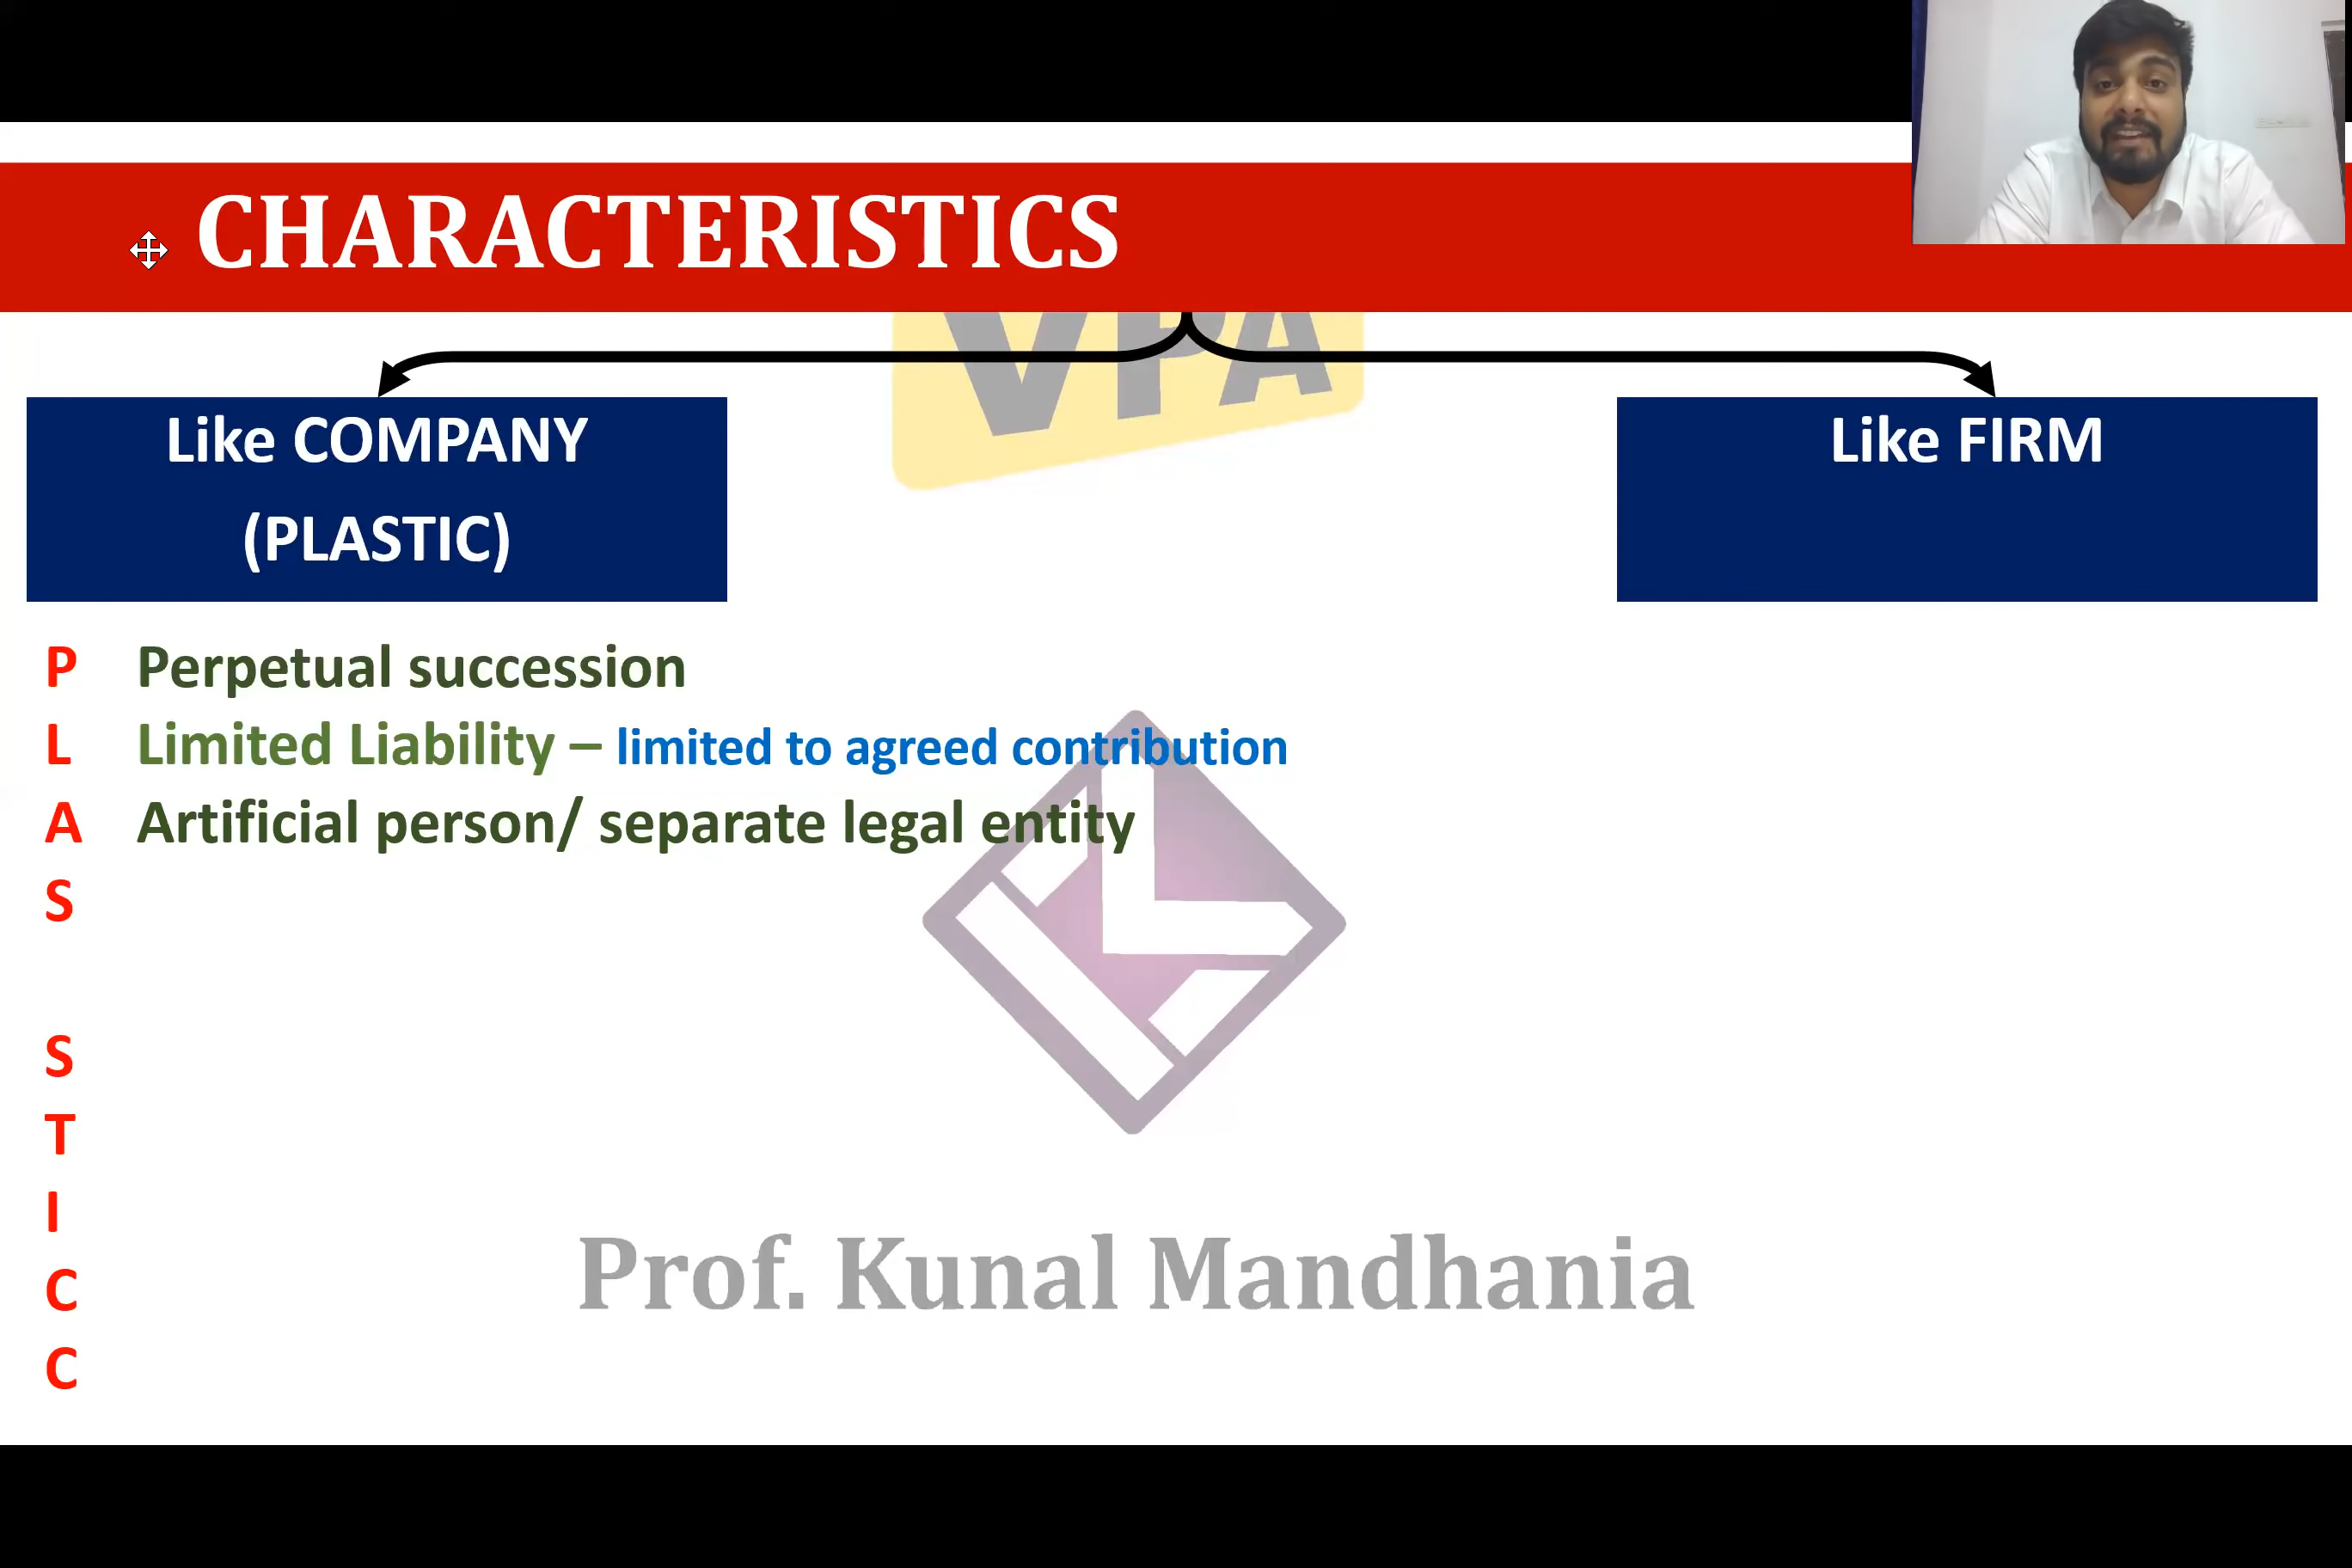 CHARACTERISTICS
VPA
Like COMPANY
(PLASTIC)
Like FIRM
P Perpetual succession
L Limited Liability – limited to agreed contribution
A Artificial person/ separate legal entity
S
S
T
I
C
C
Prof. Kunal Mandhania